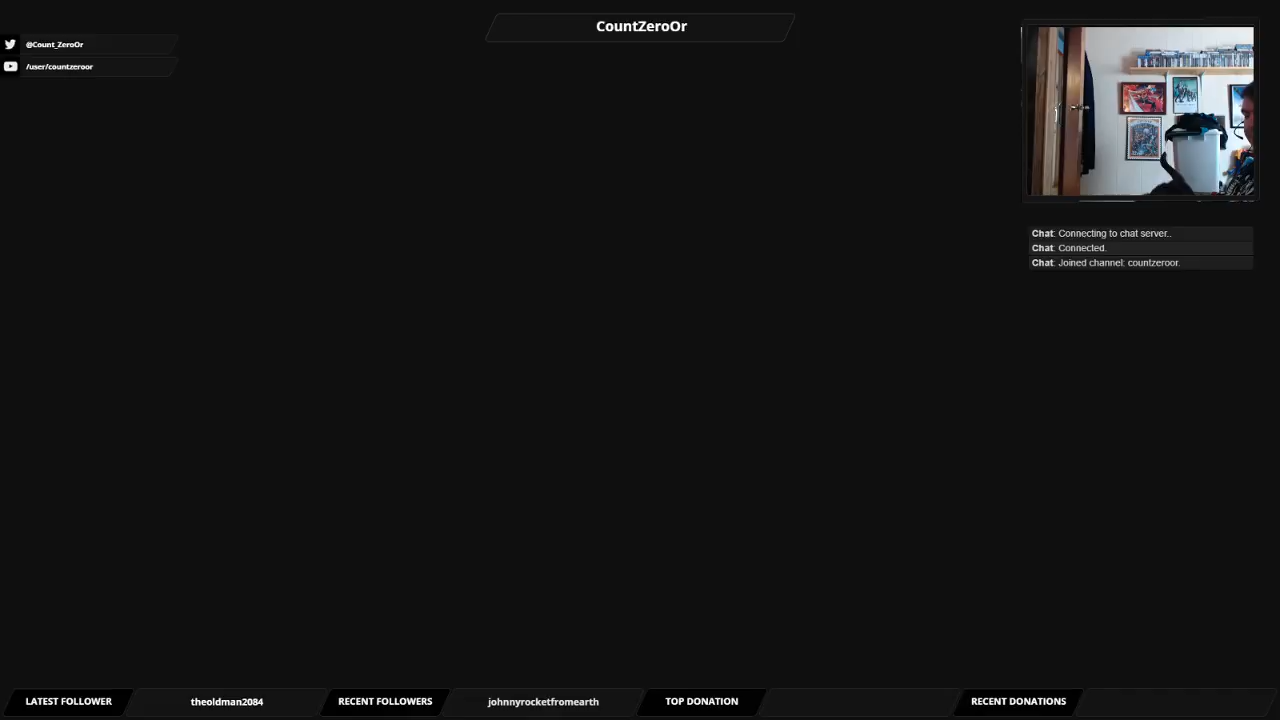 CountZeroOr
@Count_ZeroOr
/user/countzeroor
Chat: Connecting to chat server..
Chat: Connected.
Chat: Joined channel: countzeroor.
LATEST FOLLOWER theoldman2084 RECENT FOLLOWERS johnnyrocketfromearth TOP DONATION RECENT DONATIONS